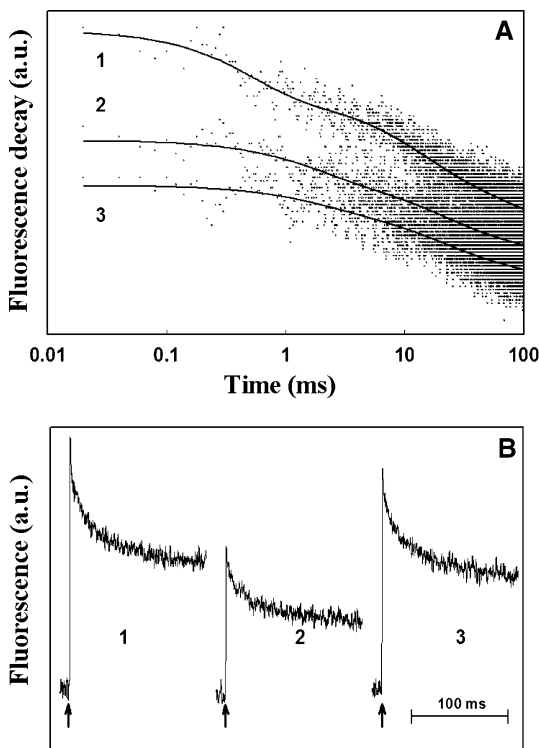 A
Fluorescence decay (a.u.)
1
2
3
0.01 0.1 1 10 100
Time (ms)
B
Fluorescence (a.u.)
1 2 3
100 ms